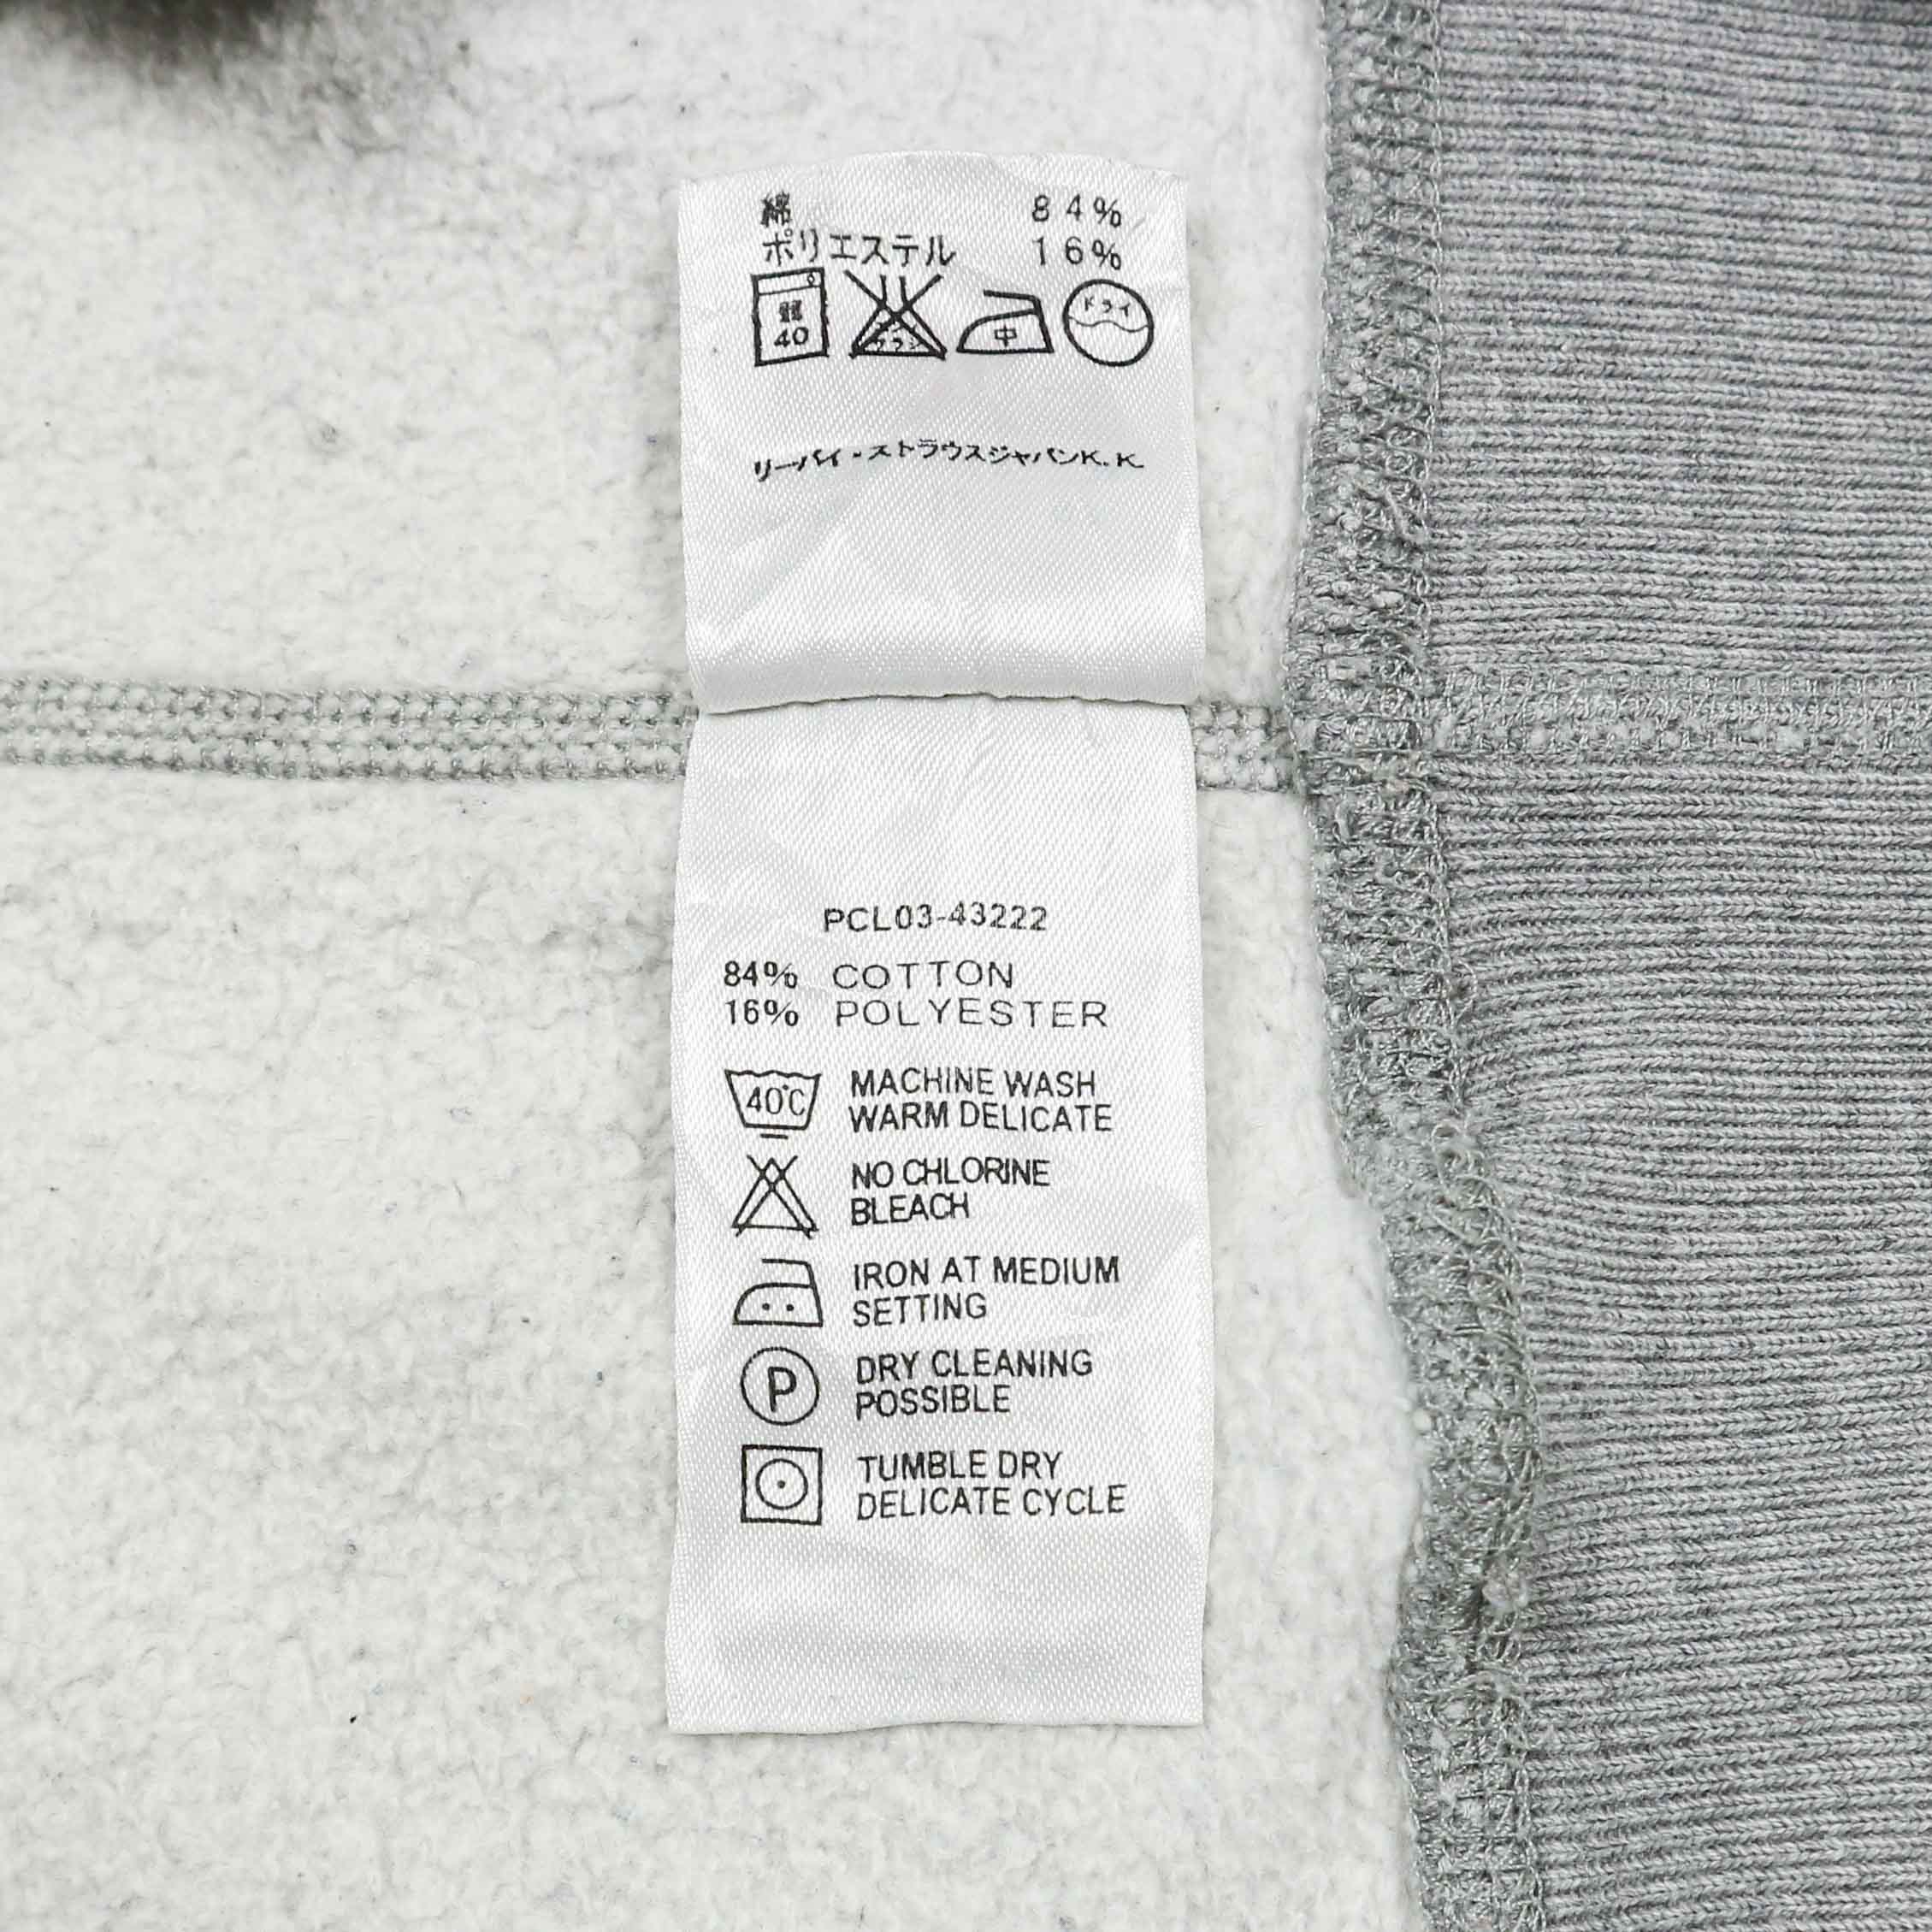 綿 84%
ポリエステル 16%
40
中 ドライ
リーバイ・ストラウスジャパンK.K.
PCL03-43222
84% COTTON
16% POLYESTER
40°C MACHINE WASH
WARM DELICATE
NO CHLORINE
BLEACH
IRON AT MEDIUM
SETTING
P DRY CLEANING
POSSIBLE
TUMBLE DRY
DELICATE CYCLE